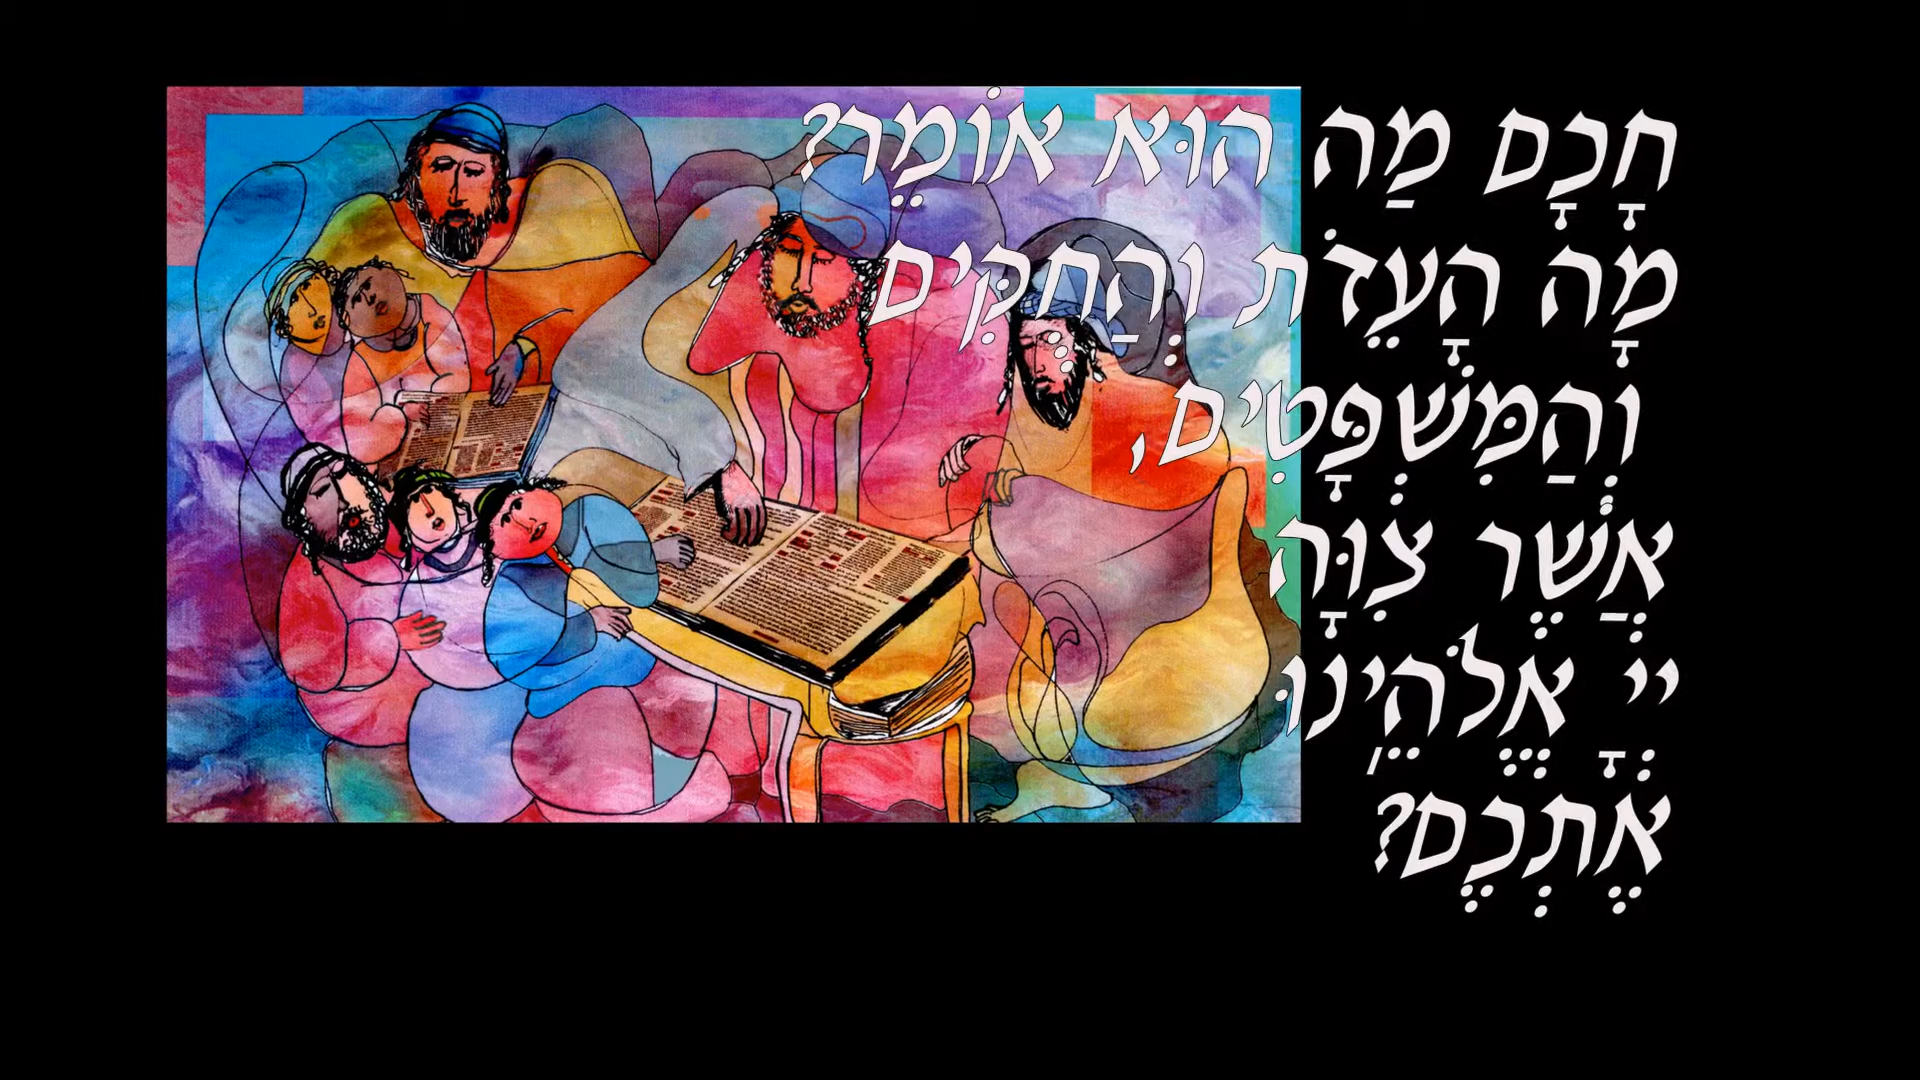 חָכָם מַה הוּא אוֹמֵר?
מָה הָעֵדֹת וְהַחֻקִּים
וְהַמִּשְׁפָּטִים,
אֲשֶׁר צִוָּה
יְיָ אֱלֹהֵֽינוּ
אֶתְכֶם?